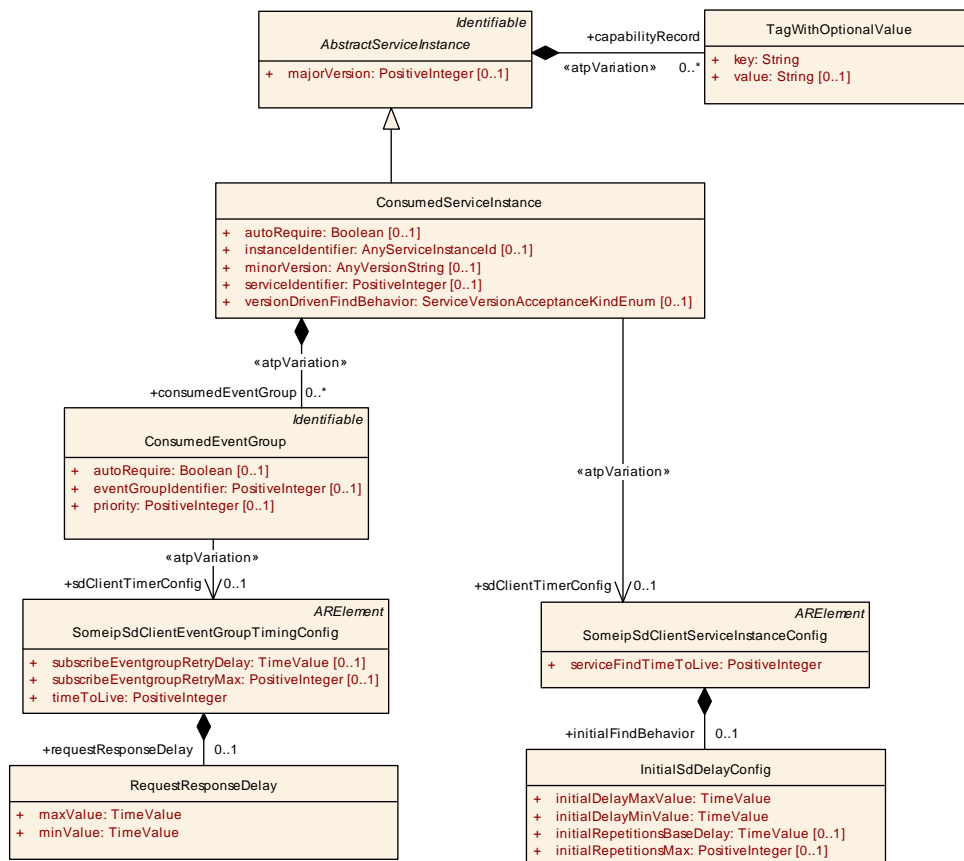 Identifiable
AbstractServiceInstance
+ majorVersion: PositiveInteger [0..1]
+capabilityRecord
«atpVariation» 0..*
TagWithOptionalValue
+ key: String
+ value: String [0..1]
ConsumedServiceInstance
+ autoRequire: Boolean [0..1]
+ instanceIdentifier: AnyServiceInstanceId [0..1]
+ minorVersion: AnyVersionString [0..1]
+ serviceIdentifier: PositiveInteger [0..1]
+ versionDrivenFindBehavior: ServiceVersionAcceptanceKindEnum [0..1]
«atpVariation»
+consumedEventGroup 0..*
Identifiable
ConsumedEventGroup
+ autoRequire: Boolean [0..1]
+ eventGroupIdentifier: PositiveInteger [0..1]
+ priority: PositiveInteger [0..1]
«atpVariation»
«atpVariation»
+sdClientTimerConfig 0..1
+sdClientTimerConfig 0..1
ARElement
SomeipSdClientEventGroupTimingConfig
+ subscribeEventgroupRetryDelay: TimeValue [0..1]
+ subscribeEventgroupRetryMax: PositiveInteger [0..1]
+ timeToLive: PositiveInteger
ARElement
SomeipSdClientServiceInstanceConfig
+ serviceFindTimeToLive: PositiveInteger
+requestResponseDelay 0..1
+initialFindBehavior 0..1
RequestResponseDelay
+ maxValue: TimeValue
+ minValue: TimeValue
InitialSdDelayConfig
+ initialDelayMaxValue: TimeValue
+ initialDelayMinValue: TimeValue
+ initialRepetitionsBaseDelay: TimeValue [0..1]
+ initialRepetitionsMax: PositiveInteger [0..1]